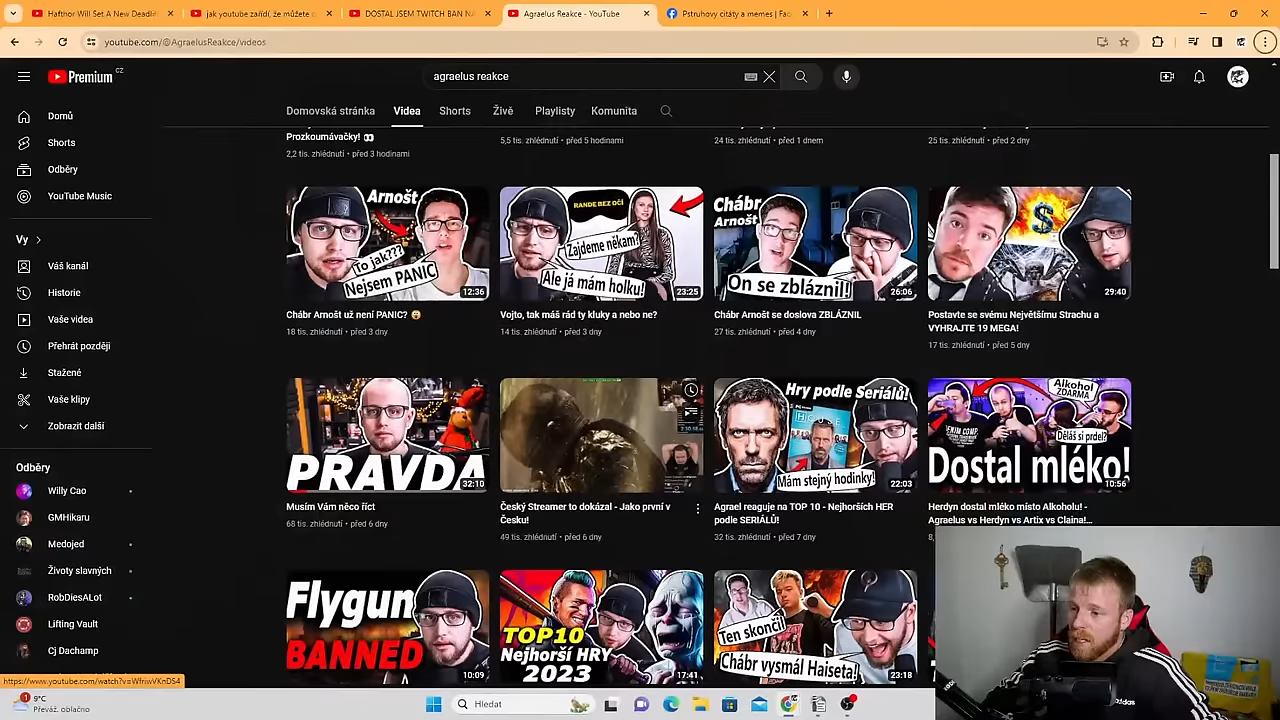 Hafthor Will Set A New Deadli
jak youtube zařídí, že můžete
DOSTAL JSEM TWITCH BAN NA
Agraelus Reakce - YouTube
Pstruhovy citáty a memes | Fac
youtube.com/@AgraelusReakce/videos
Premium CZ
agraelus reakce
Domovská stránka
Videa
Shorts
Živě
Playlisty
Komunita
Domů
Shorts
Odběry
YouTube Music
Vy
Váš kanál
Historie
Vaše videa
Přehrát později
Stažené
Vaše klipy
Zobrazit další
Odběry
Willy Cao
GMHikaru
Medojed
Životy slavných
RobDiesALot
Lifting Vault
Cj Dachamp
Prozkoumávačky!
2,2 tis. zhlédnutí • před 3 hodinami
5,5 tis. zhlédnutí • před 5 hodinami
24 tis. zhlédnutí • před 1 dnem
25 tis. zhlédnutí • před 2 dny
Arnošt
To jak???
Nejsem PANIC
12:36
Chábr Arnošt už není PANIC?
18 tis. zhlédnutí • před 3 dny
RANDE BEZ OČÍ
Zajdeme někam?
Ale já mám holku!
23:25
Vojto, tak máš rád ty kluky a nebo ne?
14 tis. zhlédnutí • před 3 dny
Chábr
Arnošt
On se zbláznil!
26:06
Chábr Arnošt se doslova ZBLÁZNIL
27 tis. zhlédnutí • před 4 dny
$
29:40
Postavte se svému Největšímu Strachu a
VYHRAJTE 19 MEGA!
17 tis. zhlédnutí • před 5 dny
PRAVDA
32:10
Musím Vám něco říct
68 tis. zhlédnutí • před 6 dny
Český Streamer to dokázal - Jako první v
Česku!
49 tis. zhlédnutí • před 6 dny
Hry podle Seriálů!
HOUSE
Mám stejný hodinky!
22:03
Agrael reaguje na TOP 10 - Nejhorších HER
podle SERIÁLŮ!
32 tis. zhlédnutí • před 7 dny
Alkohol
ZDARMA
Děláš si prdel?
Dostal mléko!
10:56
Herdyn dostal mléko místo Alkoholu! -
Agraelus vs Herdyn vs Artix vs Claina!...
Flygun
BANNED
10:09
TOP10
Nejhorší HRY
2023
17:41
Ten skončil
Chábr vysmál Haiseta!
23:18
adidas
https://www.youtube.com/watch?v=WfriwVKnDS4
9°C
Převáž. oblačno
Hledat